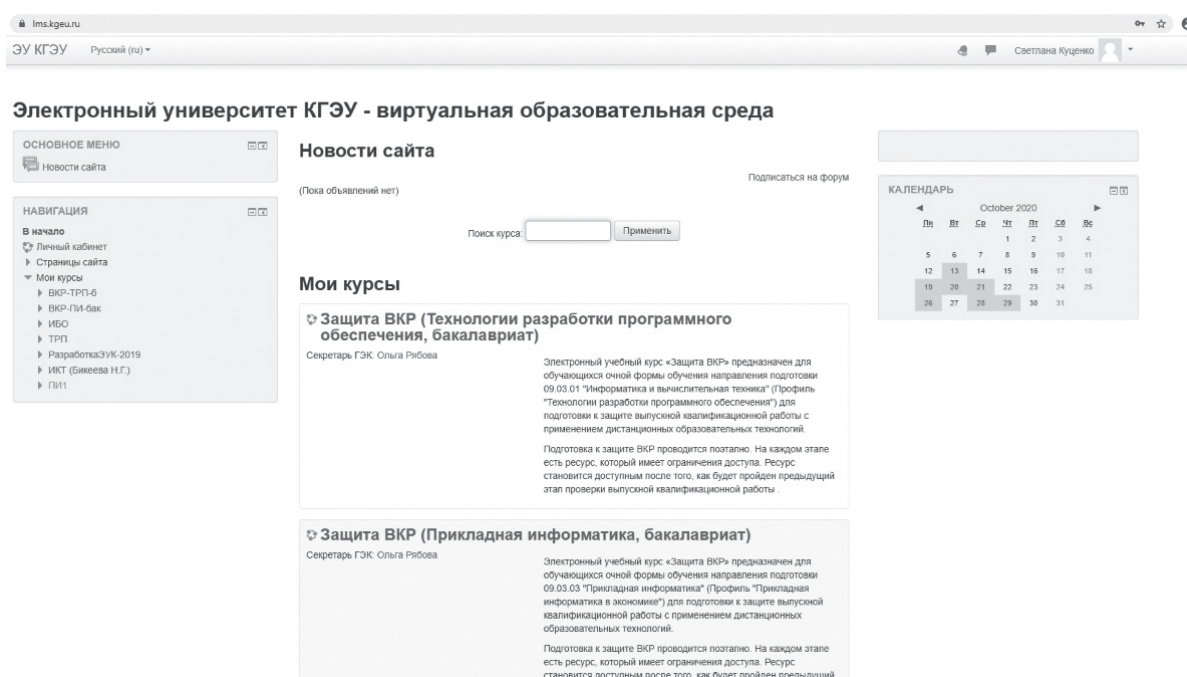 lms.kgeu.ru
ЭУ КГЭУ Русский (ru)
Светлана Куценко
Электронный университет КГЭУ - виртуальная образовательная среда
ОСНОВНОЕ МЕНЮ
Новости сайта
НАВИГАЦИЯ
В начало
Личный кабинет
Страницы сайта
Мои курсы
ВКР-ТРП-б
ВКР-ПИ-бак
ИБО
ТРП
РазработкаЭУК-2019
ИКТ (Бикеева Н.Г.)
ПИ1
Новости сайта
Подписаться на форум
(Пока объявлений нет)
Поиск курса: Применить
Мои курсы
Защита ВКР (Технологии разработки программного
обеспечения, бакалавриат)
Секретарь ГЭК: Ольга Рябова
Электронный учебный курс «Защита ВКР» предназначен для
обучающихся очной формы обучения направления подготовки
09.03.01 "Информатика и вычислительная техника" (Профиль
"Технологии разработки программного обеспечения") для
подготовки к защите выпускной квалификационной работы с
применением дистанционных образовательных технологий.
Подготовка к защите ВКР проводится поэтапно. На каждом этапе
есть ресурс, который имеет ограничения доступа. Ресурс
становится доступным после того, как будет пройден предыдущий
этап проверки выпускной квалификационной работы .
Защита ВКР (Прикладная информатика, бакалавриат)
Секретарь ГЭК: Ольга Рябова
Электронный учебный курс «Защита ВКР» предназначен для
обучающихся очной формы обучения направления подготовки
09.03.03 "Прикладная информатика" (Профиль "Прикладная
информатика в экономике") для подготовки к защите выпускной
квалификационной работы с применением дистанционных
образовательных технологий.
Подготовка к защите ВКР проводится поэтапно. На каждом этапе
есть ресурс, который имеет ограничения доступа. Ресурс
становится доступным после того, как будет пройден предыдущий
КАЛЕНДАРЬ
October 2020
Пн Вт Ср Чт Пт Сб Вс
1 2 3 4
5 6 7 8 9 10 11
12 13 14 15 16 17 18
19 20 21 22 23 24 25
26 27 28 29 30 31